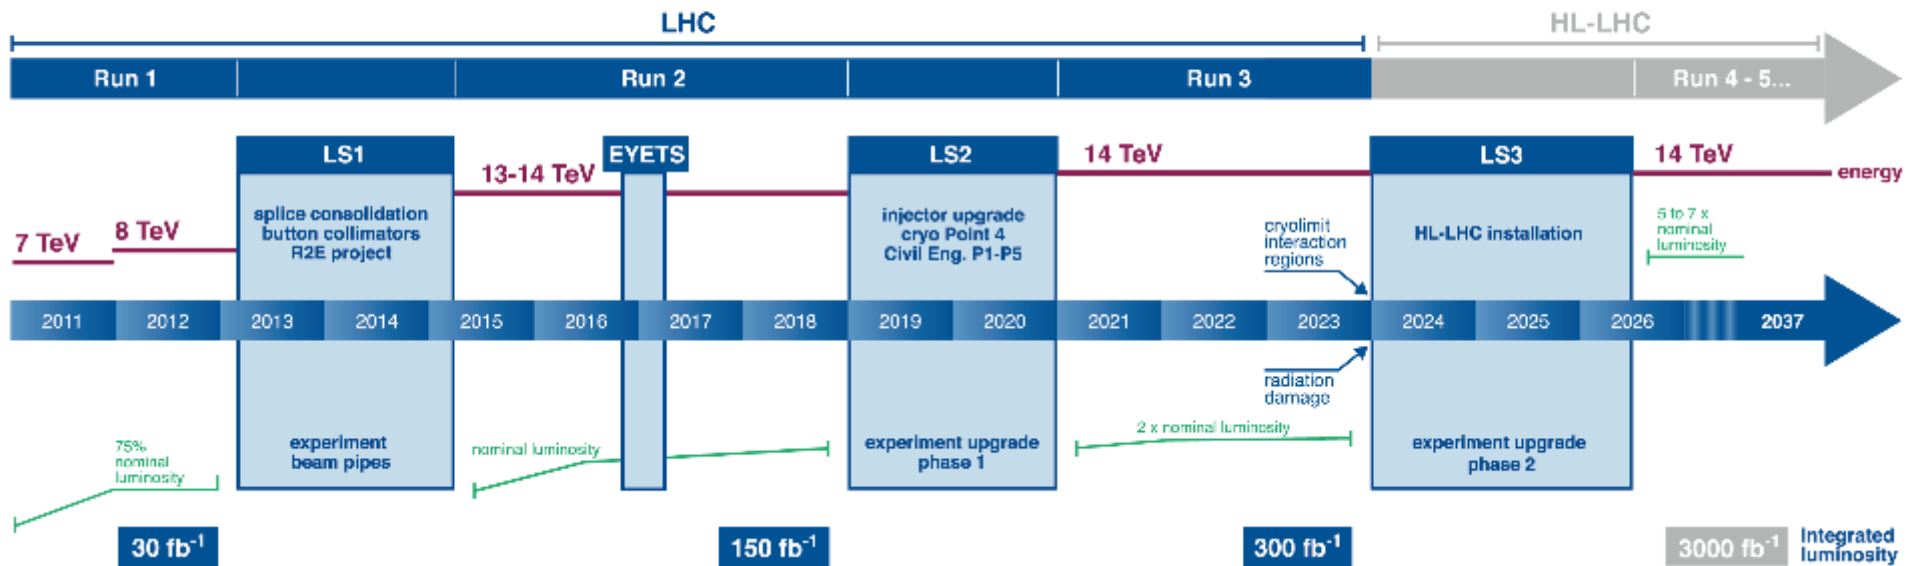 LHC
HL-LHC
Run 1
Run 2
Run 3
Run 4 - 5...
LS1
EYETS
LS2
14 TeV
LS3
14 TeV
13-14 TeV
energy
splice consolidation
button collimators
R2E project
injector upgrade
cryo Point 4
Civil Eng. P1-P5
cryolimit
interaction
regions
HL-LHC installation
5 to 7 x
nominal
luminosity
7 TeV
8 TeV
2011
2012
2013
2014
2015
2016
2017
2018
2019
2020
2021
2022
2023
2024
2025
2026
2037
radiation
damage
75%
nominal
luminosity
experiment
beam pipes
nominal luminosity
experiment upgrade
phase 1
2 x nominal luminosity
experiment upgrade
phase 2
30 fb⁻¹
150 fb⁻¹
300 fb⁻¹
3000 fb⁻¹
Integrated
luminosity